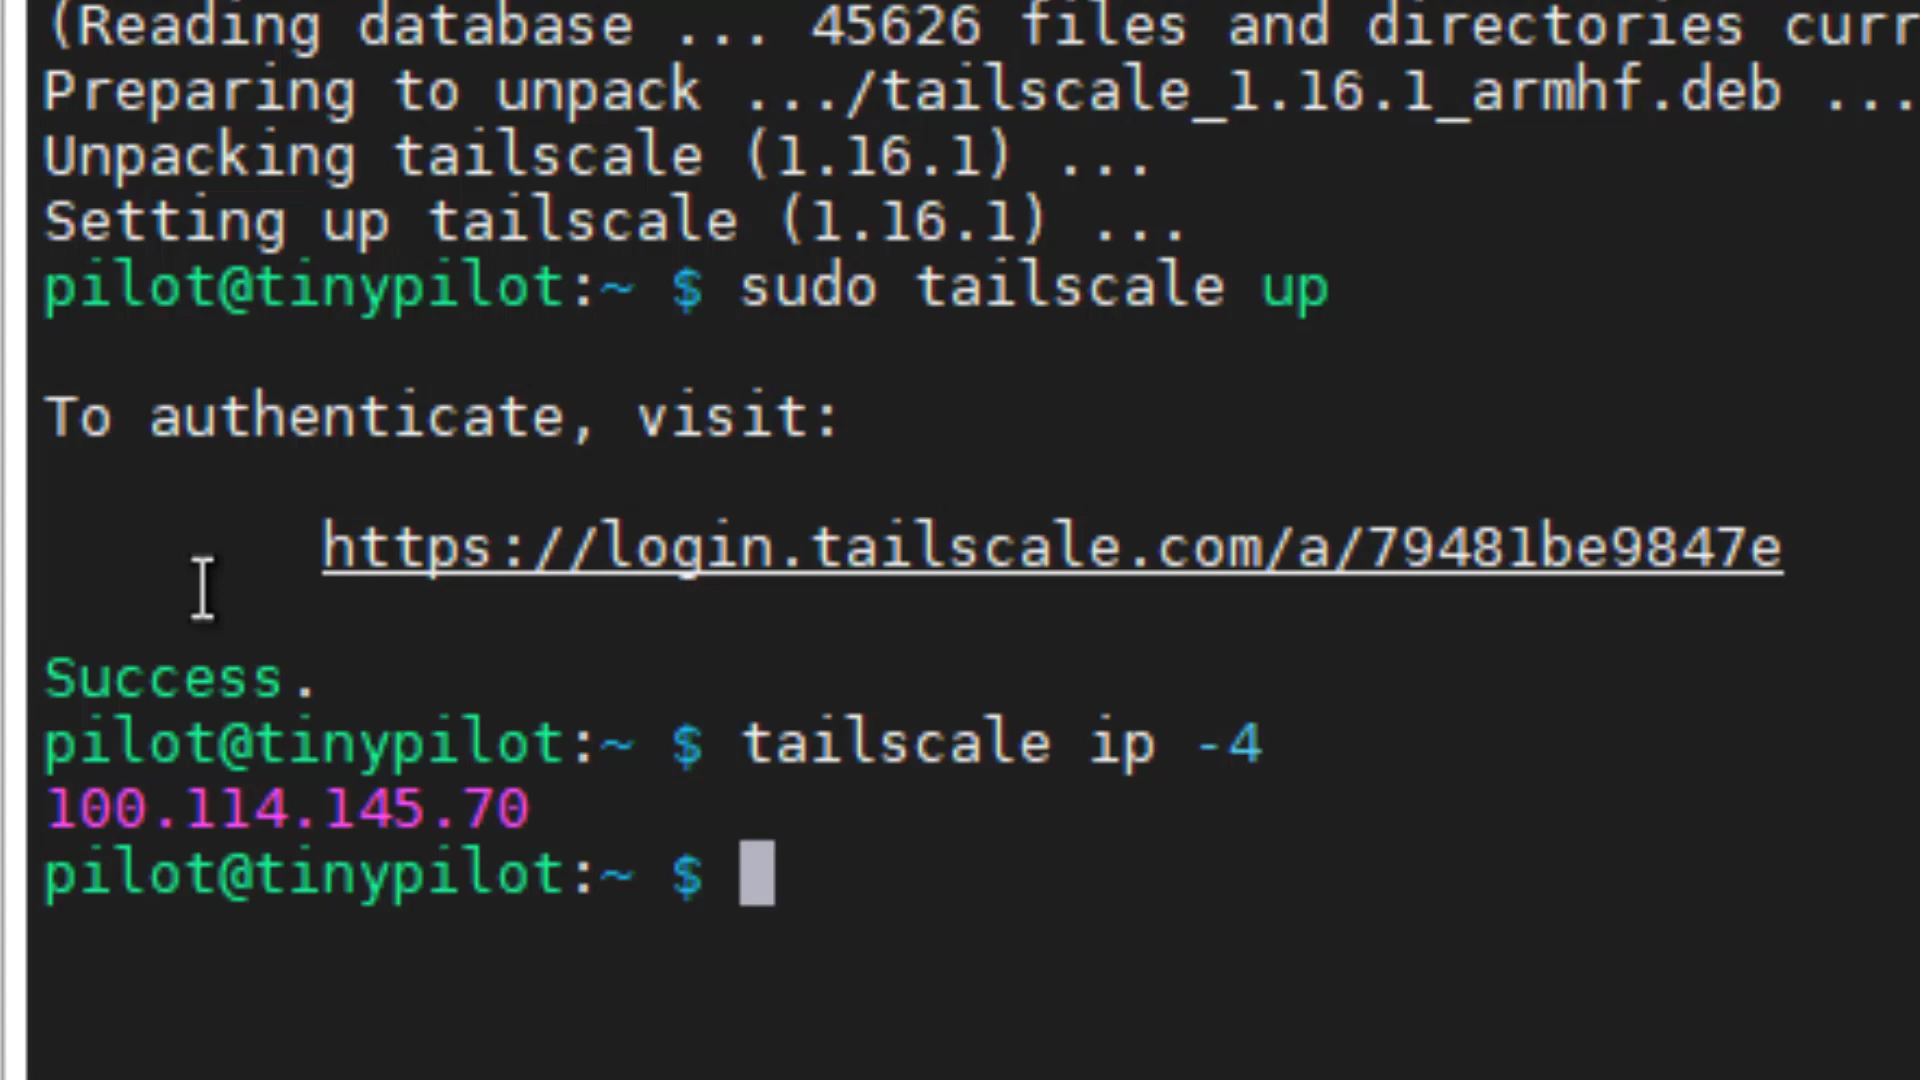 (Reading database ... 45626 files and directories curr
Preparing to unpack .../tailscale_1.16.1_armhf.deb ...
Unpacking tailscale (1.16.1) ...
Setting up tailscale (1.16.1) ...
pilot@tinypilot:~ $ sudo tailscale up
To authenticate, visit:
https://login.tailscale.com/a/79481be9847e
Success.
pilot@tinypilot:~ $ tailscale ip -4
100.114.145.70
pilot@tinypilot:~ $